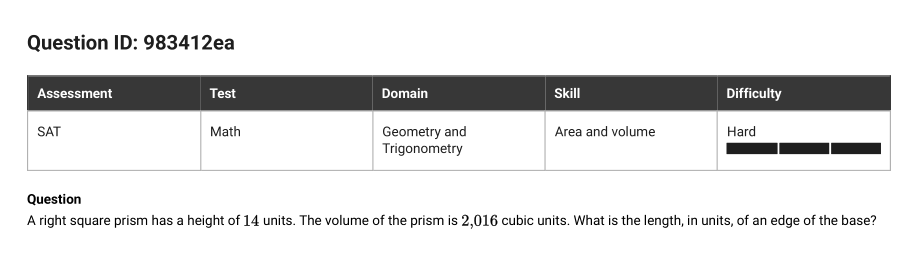 Question ID: 983412ea
Assessment Test Domain Skill Difficulty
SAT Math Geometry and Trigonometry Area and volume Hard
Question
A right square prism has a height of 14 units. The volume of the prism is 2,016 cubic units. What is the length, in units, of an edge of the base?